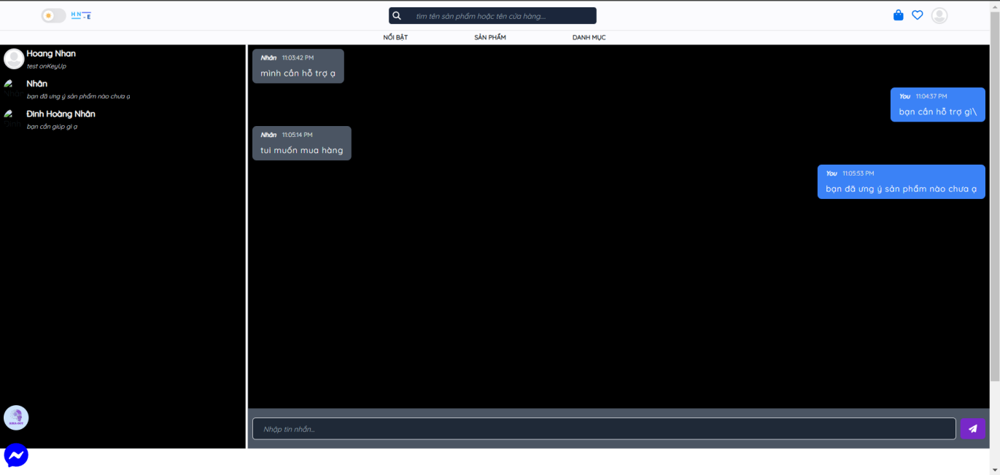 HN
- E
tìm tên sản phẩm hoặc tên cửa hàng...
NỔI BẬT
SẢN PHẨM
DANH MỤC
Hoang Nhan
test onKeyUp
Nhân
bạn đã ưng ý sản phẩm nào chưa ạ
Đinh Hoàng Nhân
bạn cần giúp gì ạ
Nhân 11:03:42 PM
mình cần hỗ trợ ạ
You 11:04:37 PM
bạn cần hỗ trợ gì\
Nhân 11:05:14 PM
tui muốn mua hàng
You 11:05:53 PM
bạn đã ưng ý sản phẩm nào chưa ạ
Nhập tin nhắn...